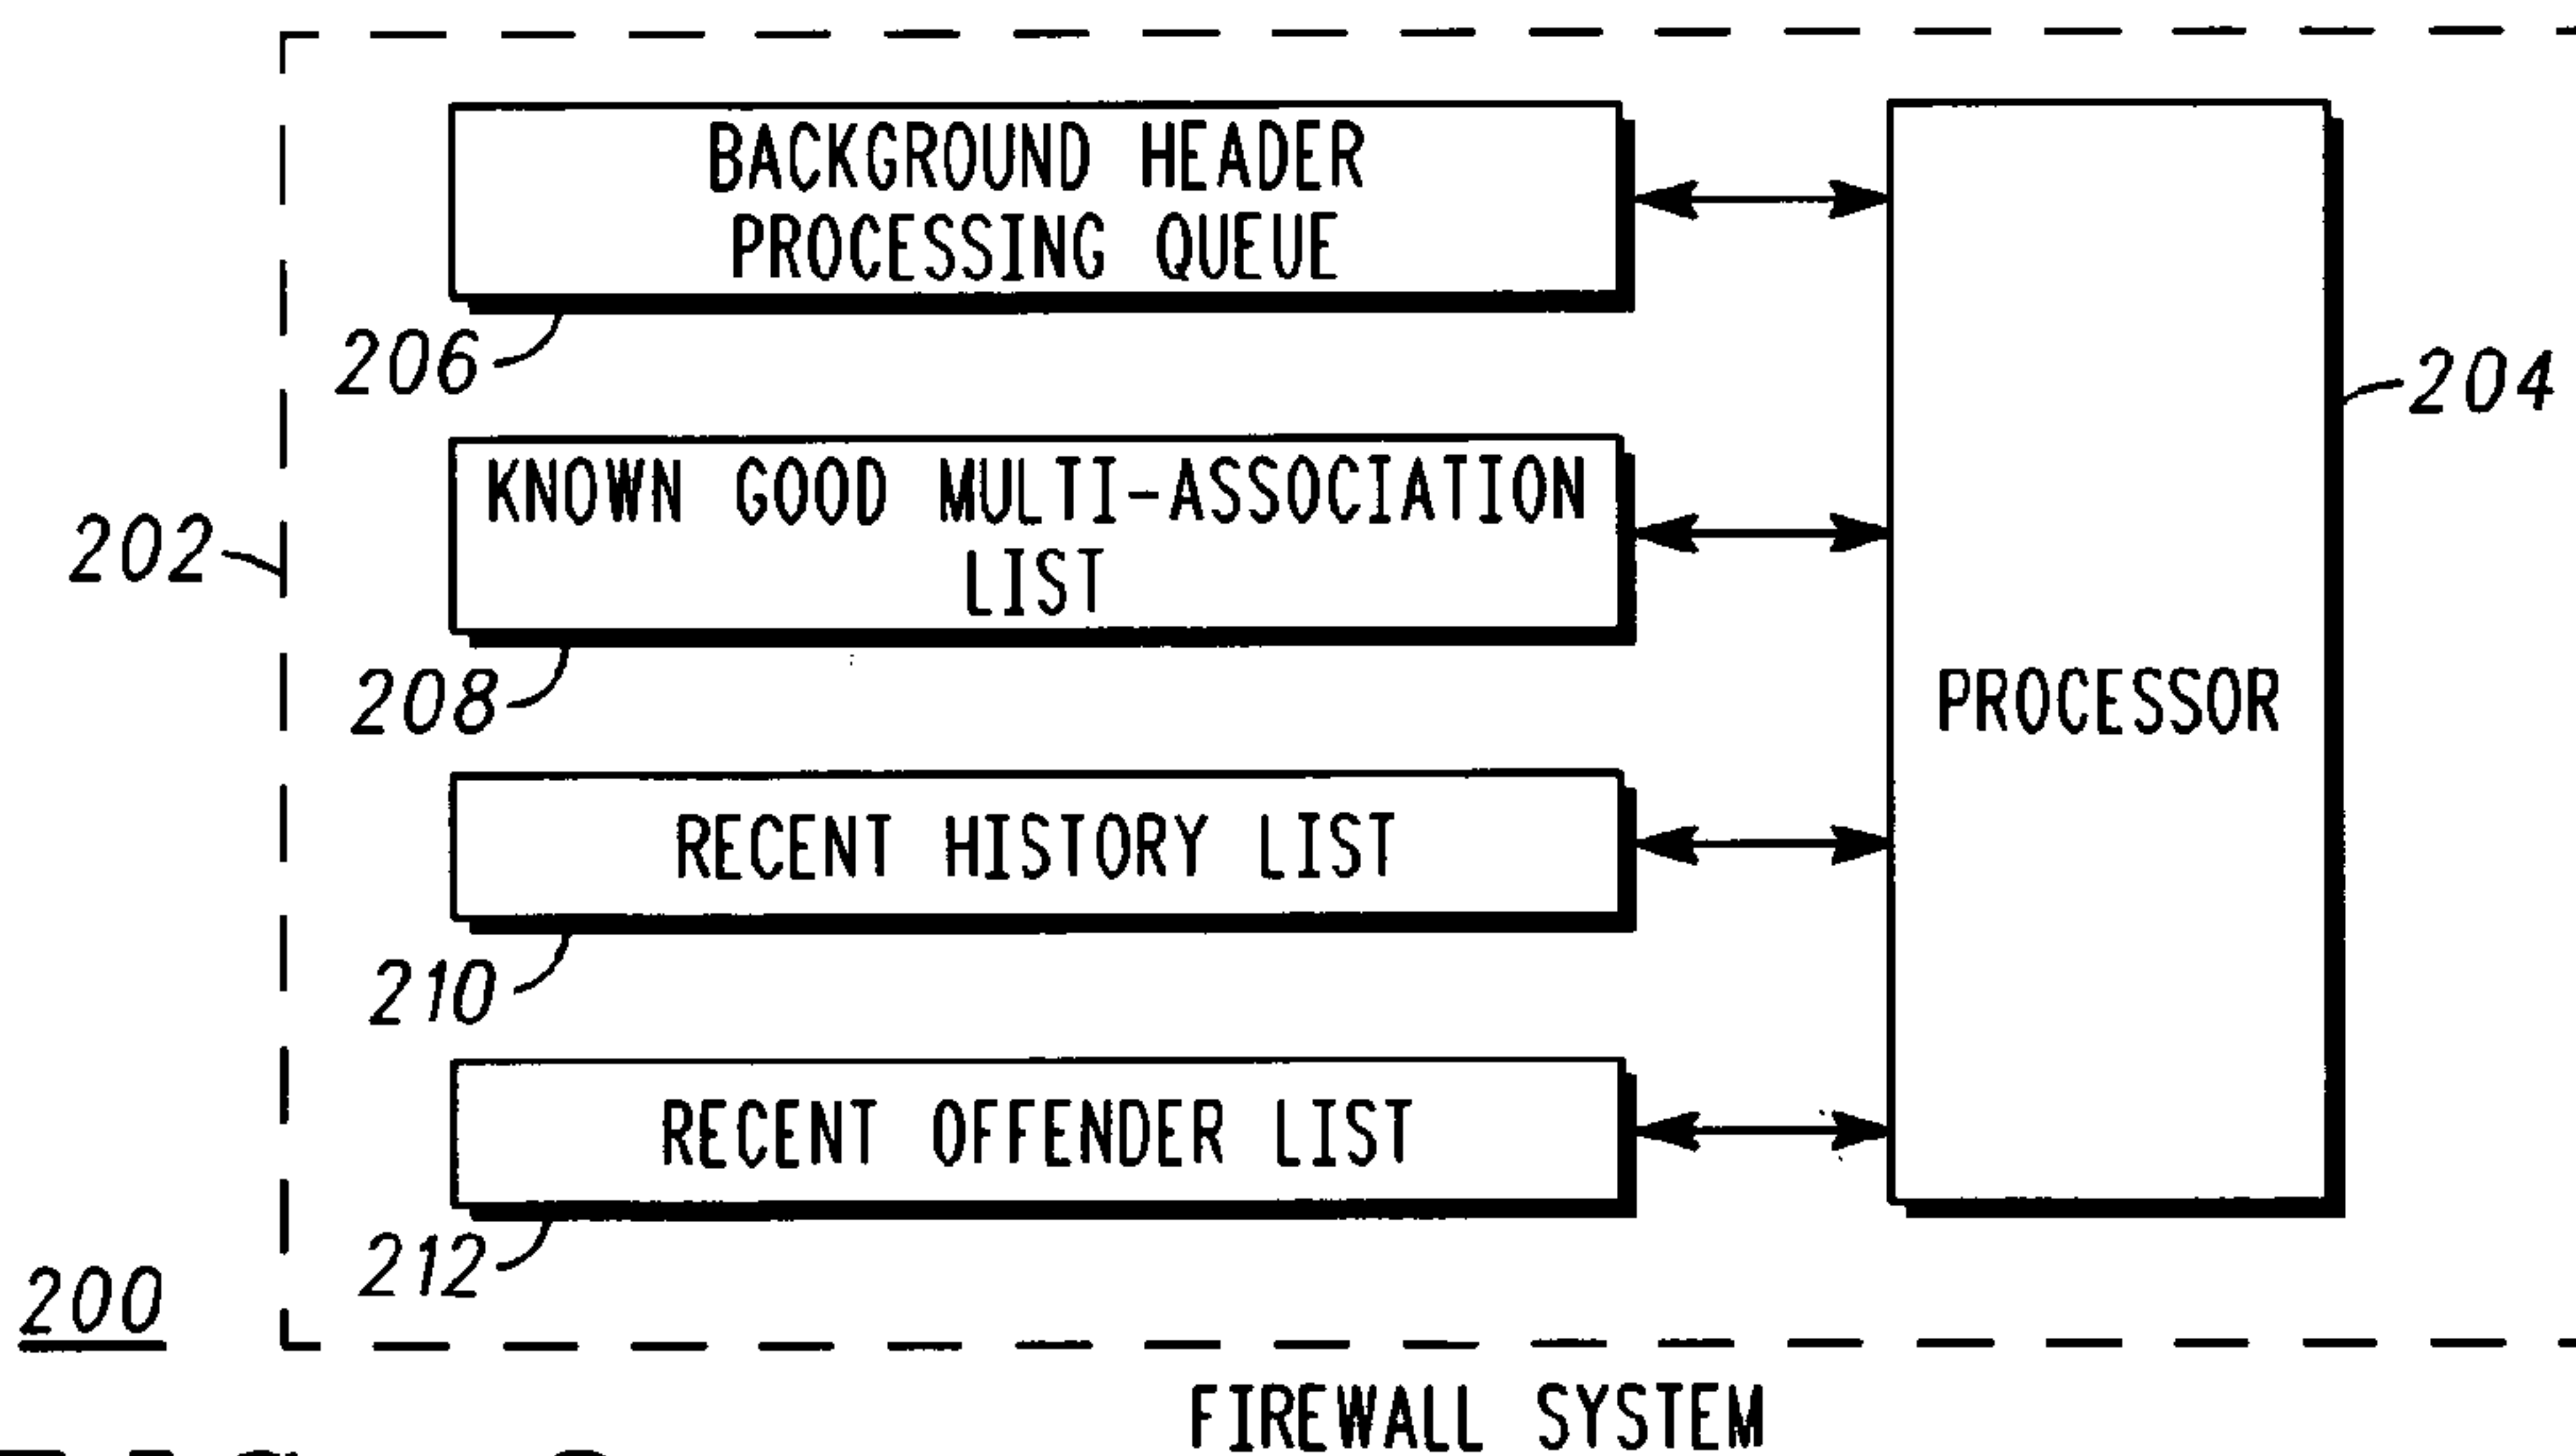 BACKGROUND HEADER
PROCESSING QUEUE
206
204
KNOWN GOOD MULTI-ASSOCIATION
LIST
202
208
PROCESSOR
RECENT HISTORY LIST
210
RECENT OFFENDER LIST
212
200
FIREWALL SYSTEM